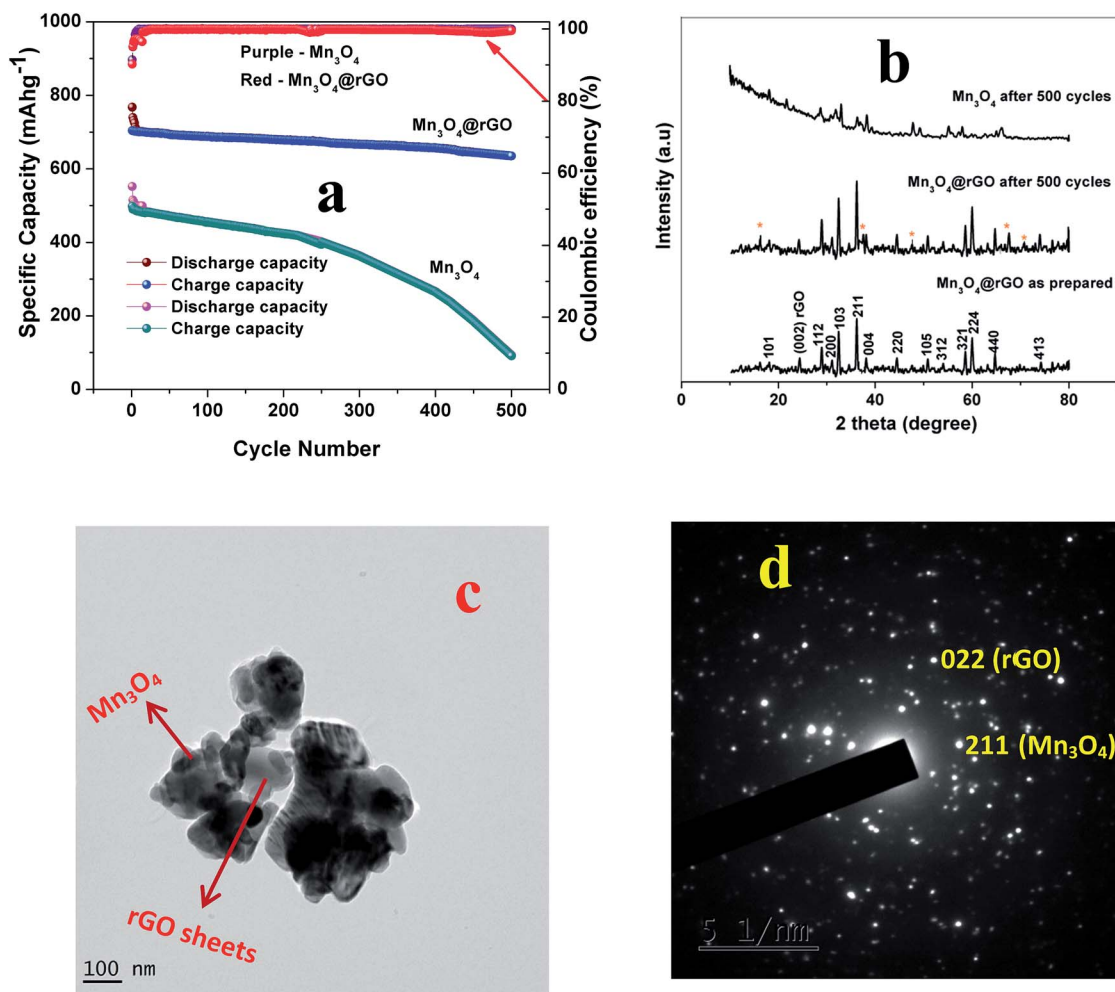 1000
800
600
400
200
0
Specific Capacity (mAhg⁻¹)
100
80
60
40
20
0
Coulombic efficiency (%)
Purple - Mn₃O₄
Red - Mn₃O₄@rGO
Mn₃O₄@rGO
a
Mn₃O₄
Discharge capacity
Charge capacity
Discharge capacity
Charge capacity
0 100 200 300 400 500
Cycle Number
b
Intensity (a.u)
Mn₃O₄ after 500 cycles
Mn₃O₄@rGO after 500 cycles
* * * * *
Mn₃O₄@rGO as prepared
101
(002) rGO
112
200
103
211
004
220
105
312
321
224
440
413
0 20 40 60 80
2 theta (degree)
c
Mn₃O₄
rGO sheets
100 nm
d
022 (rGO)
211 (Mn₃O₄)
5 1/nm